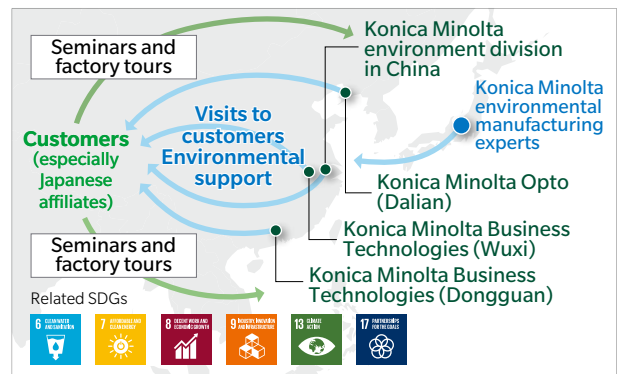 Seminars and
factory tours
Konica Minolta
environment division
in China
Konica Minolta
environmental
manufacturing
experts
Visits to
customers
Environmental
support
Customers
(especially
Japanese
affiliates)
Konica Minolta Opto
(Dalian)
Konica Minolta Business
Technologies (Wuxi)
Seminars and
factory tours
Konica Minolta Business
Technologies (Dongguan)
Related SDGs
6 CLEAN WATER
AND SANITATION
7 AFFORDABLE AND
CLEAN ENERGY
8 DECENT WORK AND
ECONOMIC GROWTH
9 INDUSTRY, INNOVATION
AND INFRASTRUCTURE
13 CLIMATE
ACTION
17 PARTNERSHIPS
FOR THE GOALS